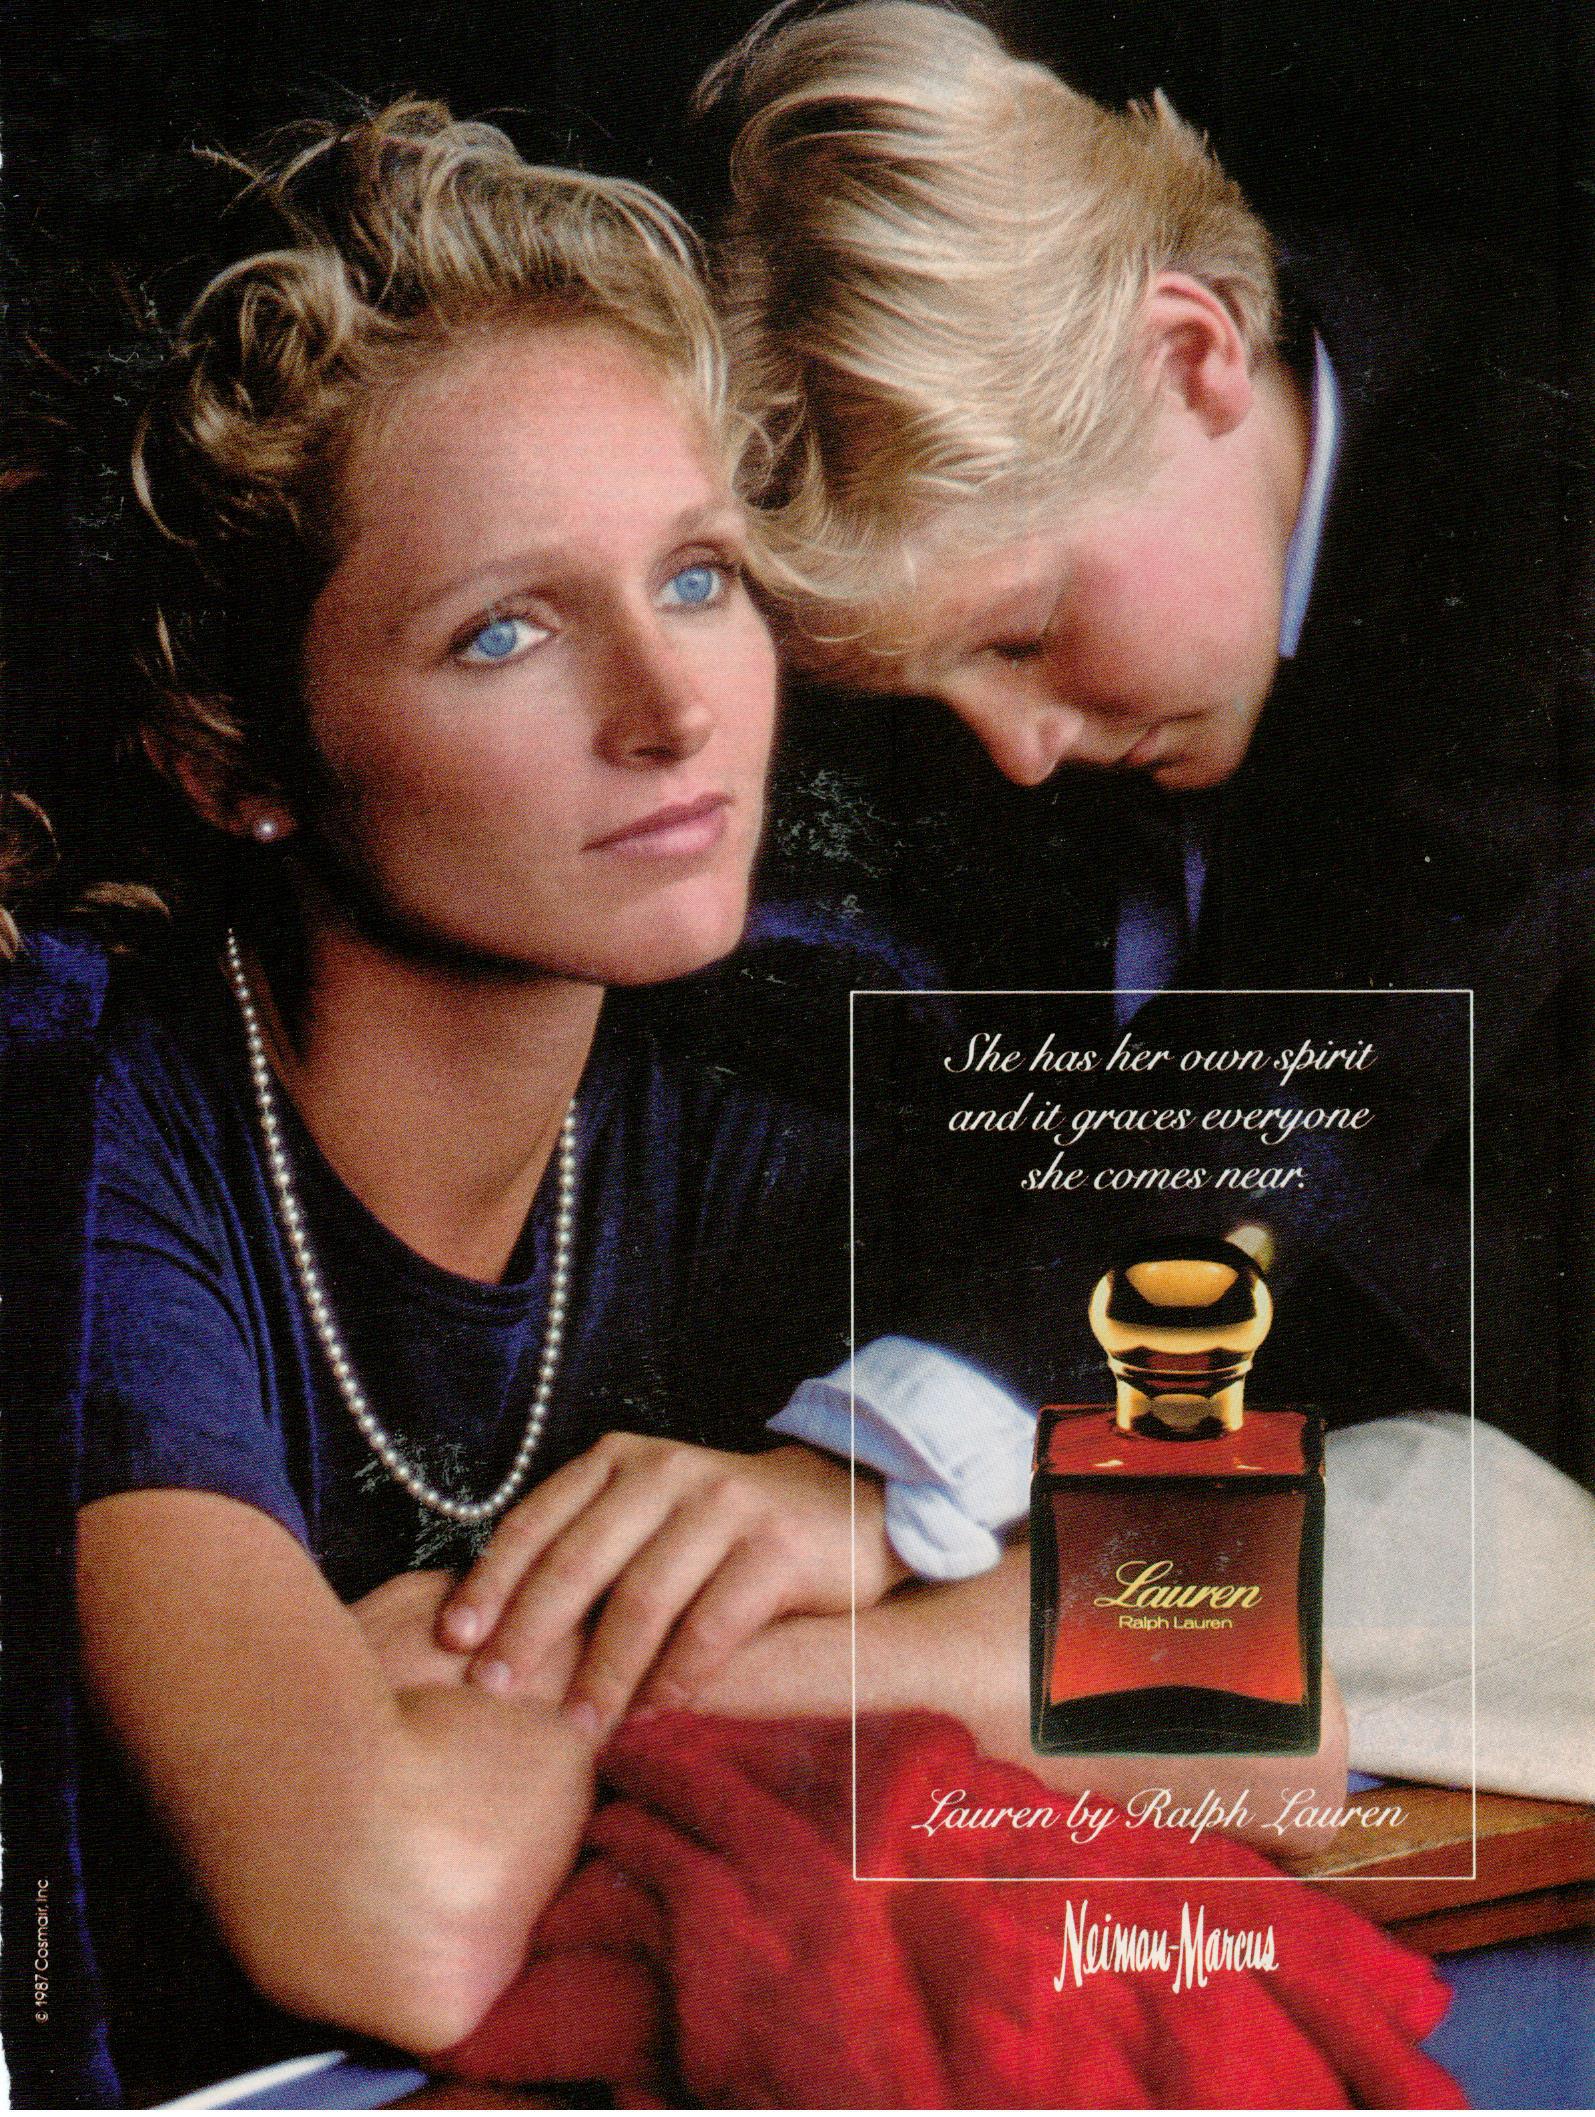 She has her own spirit
and it graces everyone
she comes near.
Lauren
Ralph Lauren
Lauren by Ralph Lauren
Neiman-Marcus
© 1987 Cosmair, Inc.